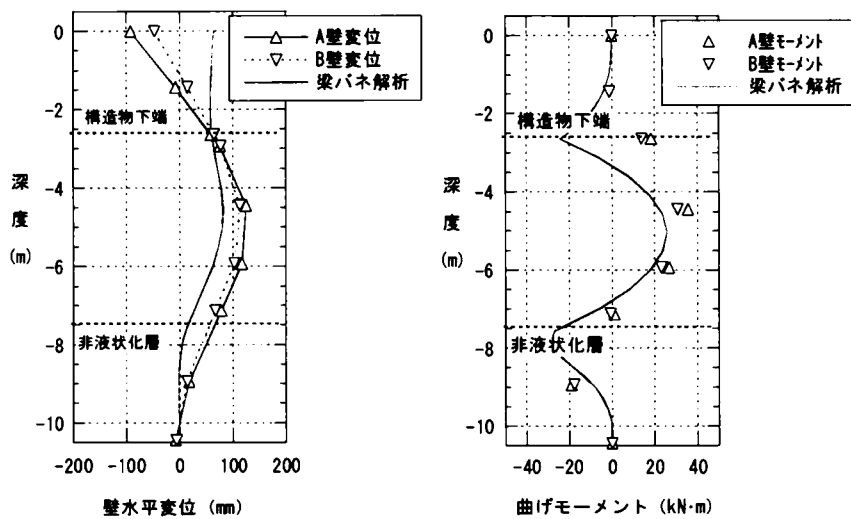 A壁変位
B壁変位
梁バネ解析
0
-2
-4
-6
-8
-10
深
度
(m)
構造物下端
非液状化層
-200
-100
0
100
200
壁水平変位 (mm)
A壁モーメント
B壁モーメント
梁バネ解析
0
-2
-4
-6
-8
-10
深
度
(m)
構造物下端
非液状化層
-40
-20
0
20
40
曲げモーメント (kN·m)